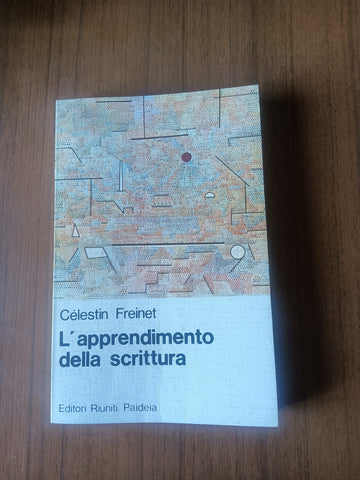 Célestin Freinet
L'apprendimento
della scrittura
Editori Riuniti Paideia